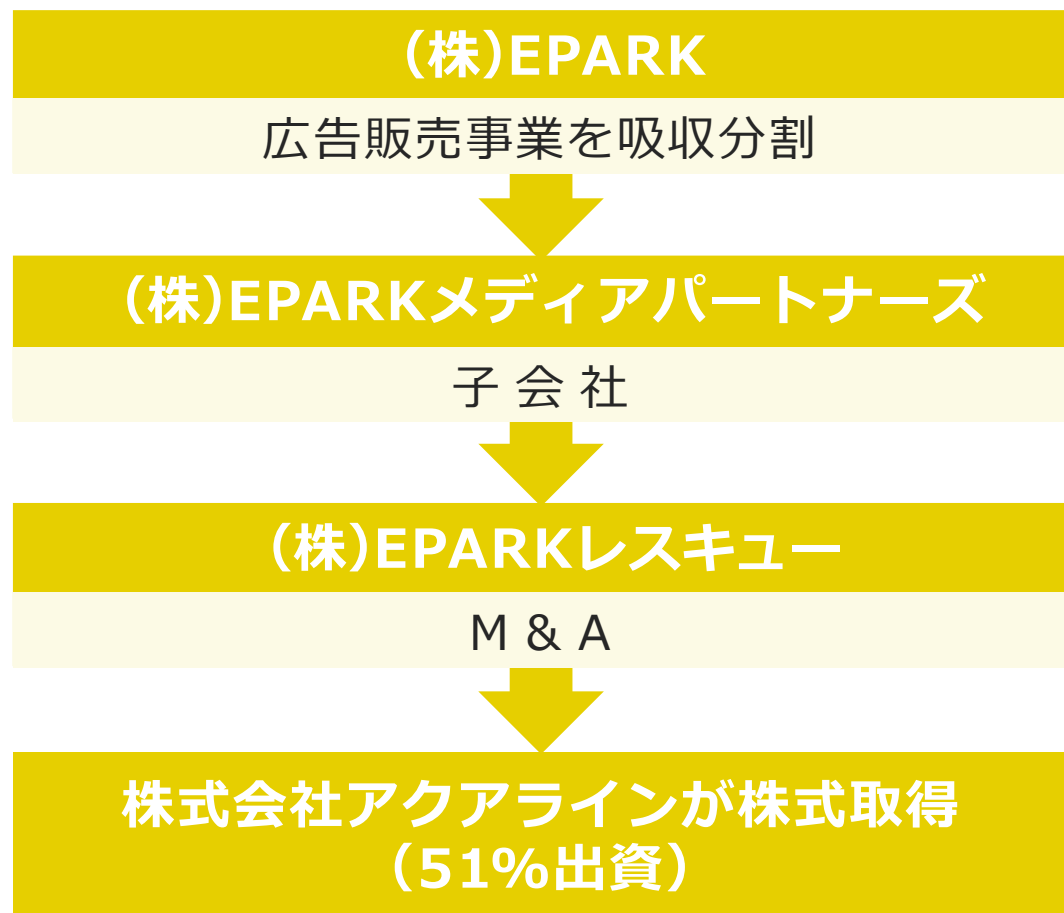 (株)EPARK
広告販売事業を吸収分割
(株)EPARKメディアパートナーズ
子会社
(株)EPARKレスキュー
M & A
株式会社アクアラインが株式取得
(51%出資)